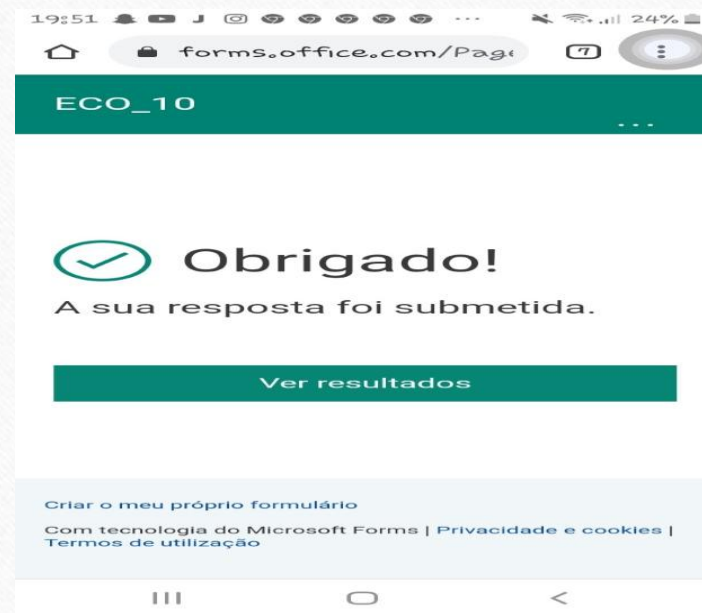 19:51 J ... 24%
forms.office.com/Page 7
ECO_10
...
Obrigado!
A sua resposta foi submetida.
Ver resultados
Criar o meu próprio formulário
Com tecnologia do Microsoft Forms | Privacidade e cookies |
Termos de utilização